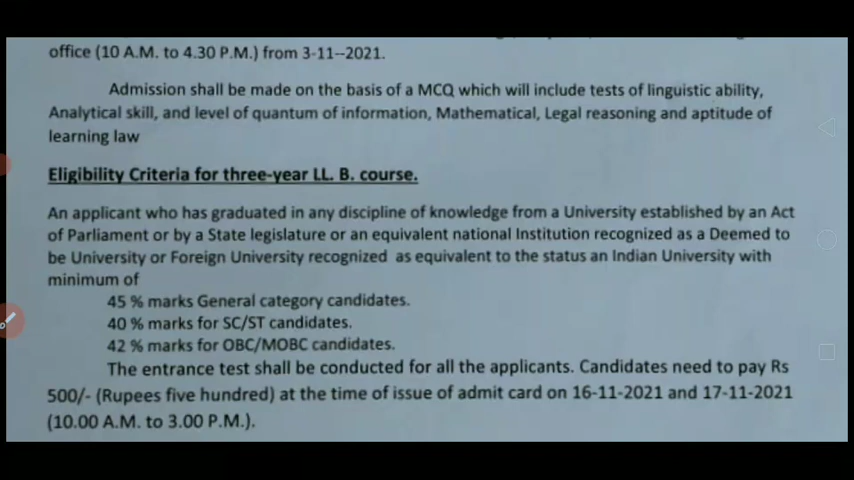 office (10 A.M. to 4.30 P.M.) from 3-11--2021.
Admission shall be made on the basis of a MCQ which will include tests of linguistic ability,
Analytical skill, and level of quantum of information, Mathematical, Legal reasoning and aptitude of
learning law
Eligibility Criteria for three-year LL. B. course.
An applicant who has graduated in any discipline of knowledge from a University established by an Act
of Parliament or by a State legislature or an equivalent national Institution recognized as a Deemed to
be University or Foreign University recognized as equivalent to the status an Indian University with
minimum of
45 % marks General category candidates.
40 % marks for SC/ST candidates.
42 % marks for OBC/MOBC candidates.
The entrance test shall be conducted for all the applicants. Candidates need to pay Rs
500/- (Rupees five hundred) at the time of issue of admit card on 16-11-2021 and 17-11-2021
(10.00 A.M. to 3.00 P.M.).